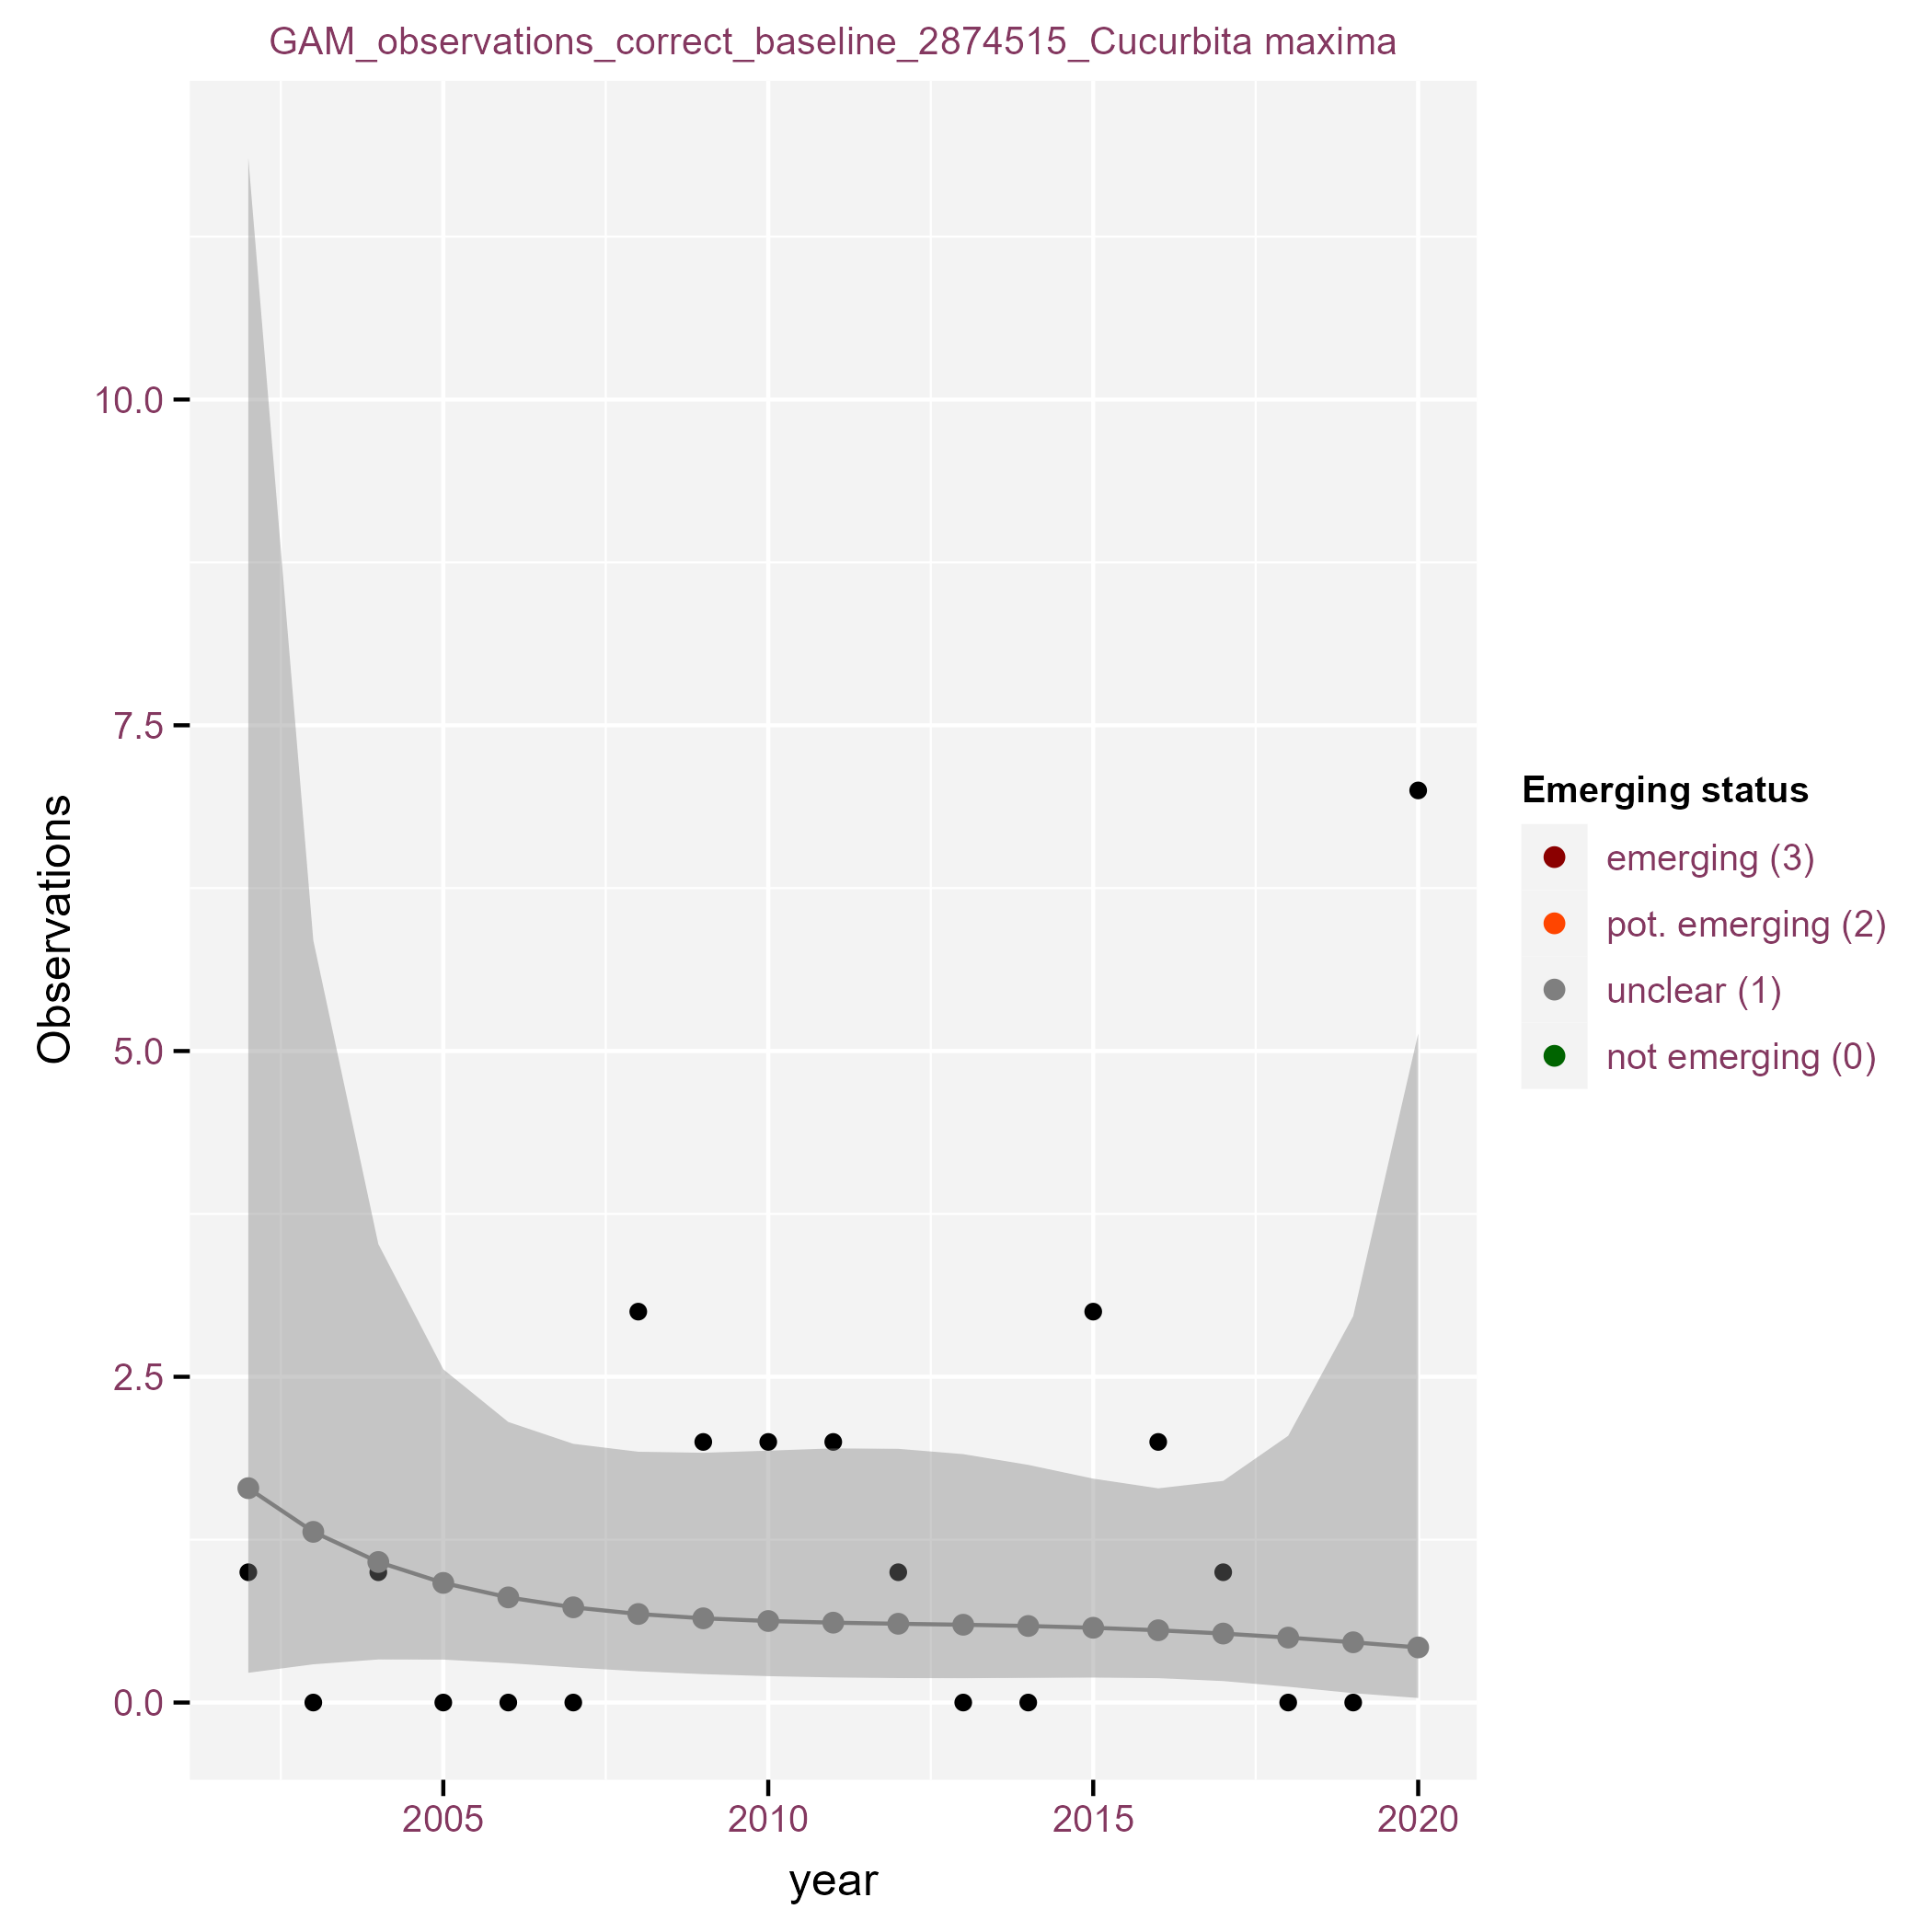 GAM_observations_correct_baseline_2874515_Cucurbita maxima
Observations
10.0
7.5
5.0
2.5
0.0
2005 2010 2015 2020
year
Emerging status
emerging (3)
pot. emerging (2)
unclear (1)
not emerging (0)